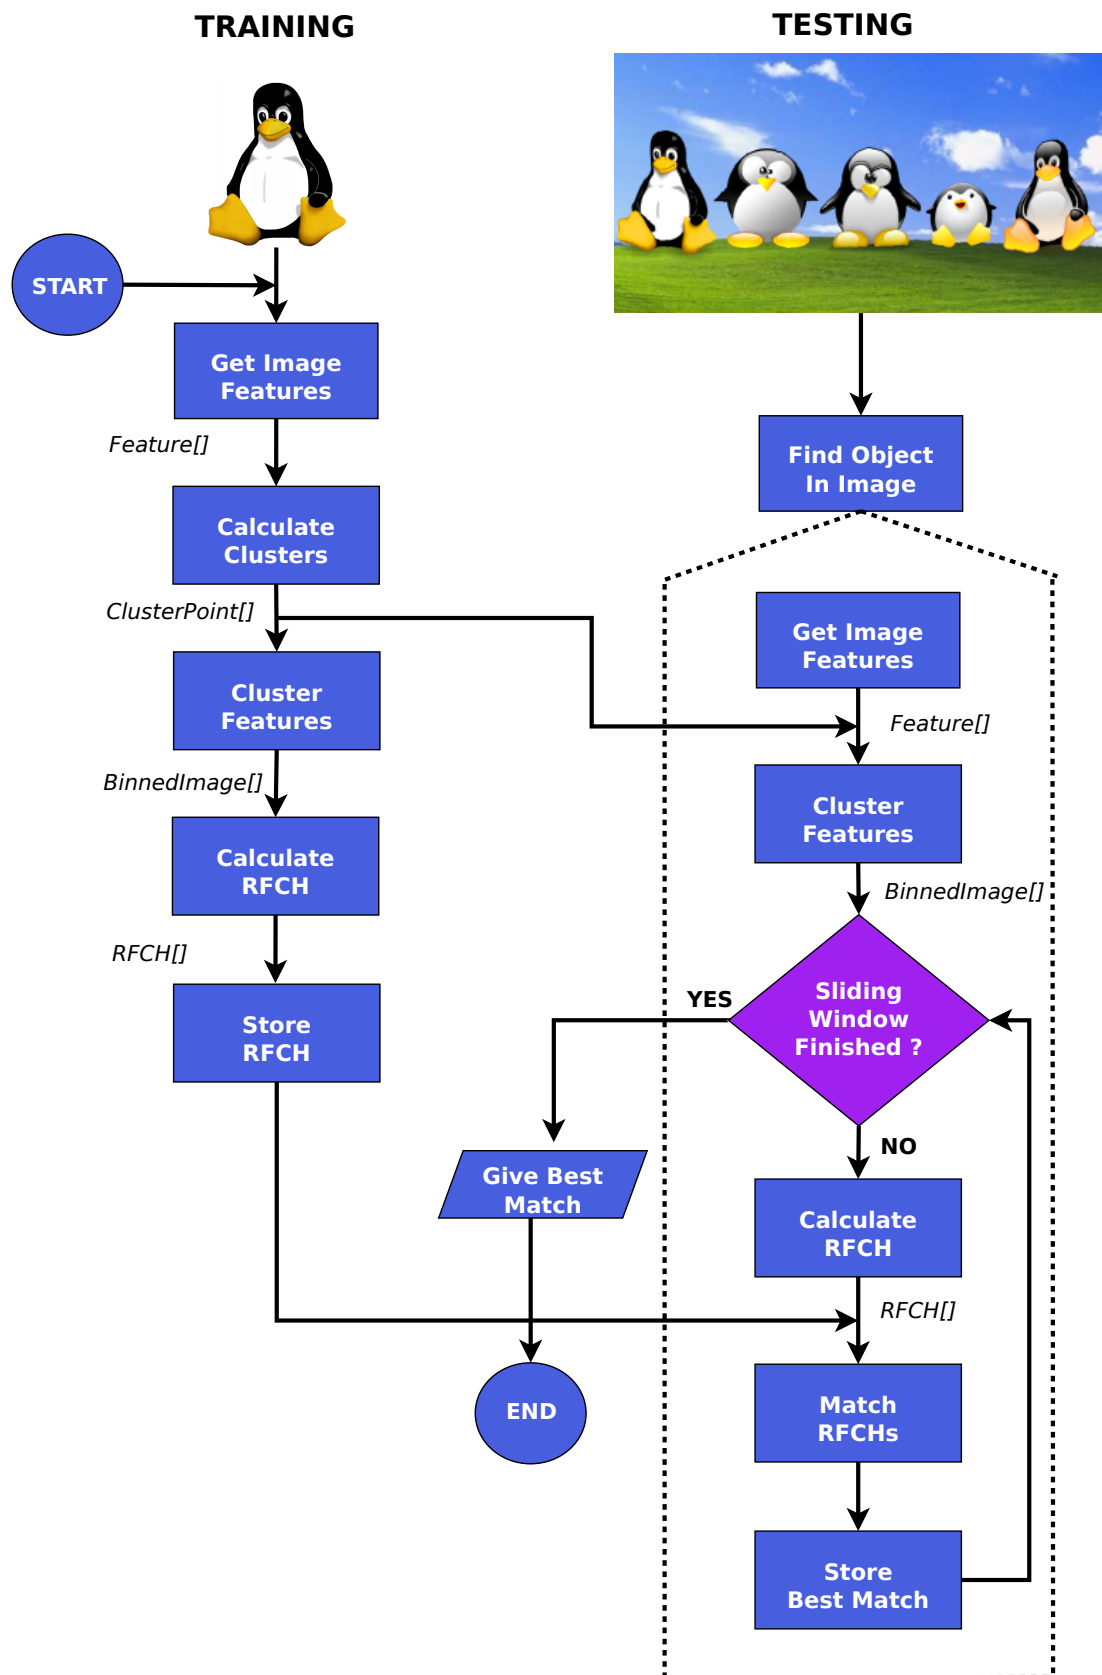 TRAINING
START
Get Image
Features
Feature[]
Calculate
Clusters
ClusterPoint[]
Cluster
Features
BinnedImage[]
Calculate
RFCH
RFCH[]
Store
RFCH
TESTING
Find Object
In Image
Get Image
Features
Feature[]
Cluster
Features
BinnedImage[]
Sliding
Window
Finished ?
YES
NO
Give Best
Match
END
Calculate
RFCH
RFCH[]
Match
RFCHs
Store
Best Match